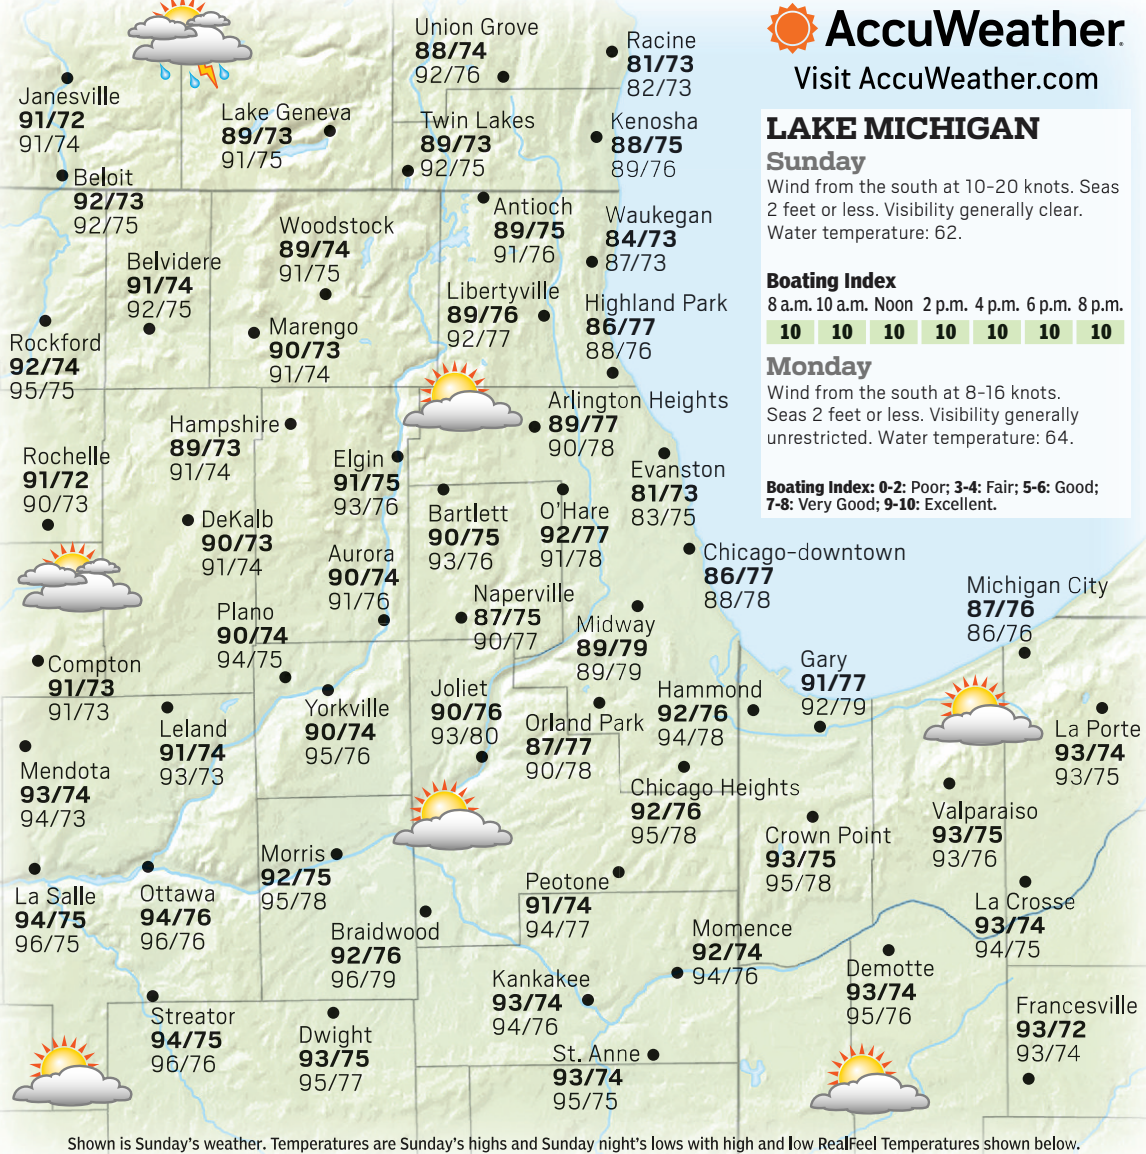 AccuWeather
Visit AccuWeather.com
LAKE MICHIGAN
Sunday
Wind from the south at 10–20 knots. Seas
2 feet or less. Visibility generally clear.
Water temperature: 62.
Boating Index
8 a.m. 10 a.m. Noon 2 p.m. 4 p.m. 6 p.m. 8 p.m.
10 10 10 10 10 10 10
Monday
Wind from the south at 8–16 knots.
Seas 2 feet or less. Visibility generally
unrestricted. Water temperature: 64.
Boating Index: 0-2: Poor; 3-4: Fair; 5-6: Good;
7-8: Very Good; 9-10: Excellent.
Union Grove
88/74
92/76
Racine
81/73
82/73
Janesville
91/72
91/74
Lake Geneva
89/73
91/75
Twin Lakes
89/73
92/75
Kenosha
88/75
89/76
Beloit
92/73
92/75
Woodstock
89/74
91/75
Antioch
89/75
91/76
Waukegan
84/73
87/73
Belvidere
91/74
92/75
Libertyville
89/76
92/77
Highland Park
86/77
88/76
Rockford
92/74
95/75
Marengo
90/73
91/74
Arlington Heights
89/77
90/78
Hampshire
89/73
91/74
Rochelle
91/72
90/73
Elgin
91/75
93/76
Evanston
81/73
83/75
DeKalb
90/73
91/74
Bartlett
90/75
93/76
O'Hare
92/77
91/78
Aurora
90/74
91/76
Chicago-downtown
86/77
88/78
Michigan City
87/76
86/76
Plano
90/74
94/75
Naperville
87/75
90/77
Midway
89/79
89/79
Compton
91/73
91/73
Gary
91/77
92/79
Leland
91/74
93/73
Yorkville
90/74
95/76
Joliet
90/76
93/80
Orland Park
87/77
90/78
Hammond
92/76
94/78
La Porte
93/74
93/75
Mendota
93/74
94/73
Chicago Heights
92/76
95/78
Crown Point
93/75
95/78
Valparaiso
93/75
93/76
Morris
92/75
95/78
La Salle
94/75
96/75
Ottawa
94/76
96/76
Peotone
91/74
94/77
La Crosse
93/74
94/75
Braidwood
92/76
96/79
Momence
92/74
94/76
Demotte
93/74
95/76
Kankakee
93/74
94/76
Streator
94/75
96/76
Dwight
93/75
95/77
Francesville
93/72
93/74
St. Anne
93/74
95/75
Shown is Sunday's weather. Temperatures are Sunday's highs and Sunday night's lows with high and low RealFeel Temperatures shown below.